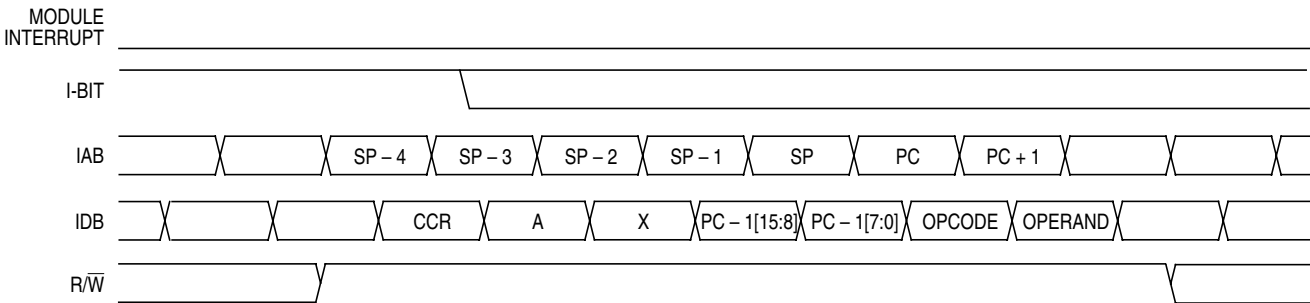 MODULE
INTERRUPT
I-BIT
IAB SP – 4 SP – 3 SP – 2 SP – 1 SP PC PC + 1
IDB CCR A X PC – 1[15:8] PC – 1[7:0] OPCODE OPERAND
R/W̅